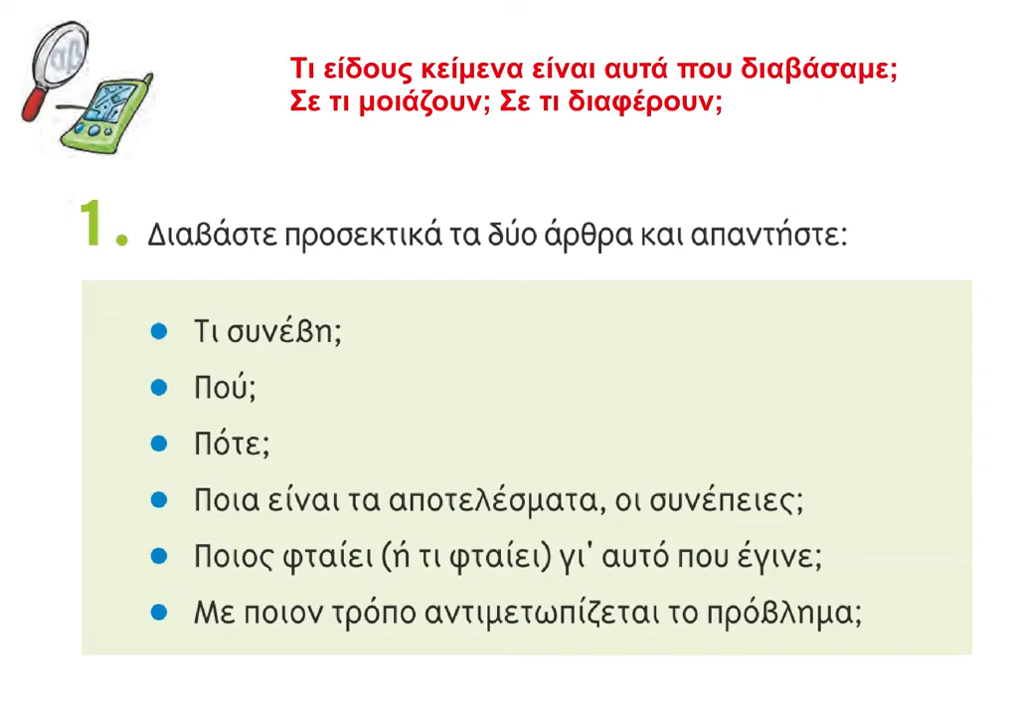 Τι είδους κείμενα είναι αυτά που διαβάσαμε;
Σε τι μοιάζουν; Σε τι διαφέρουν;
1. Διαβάστε προσεκτικά τα δύο άρθρα και απαντήστε:
• Τι συνέβη;
• Πού;
• Πότε;
• Ποια είναι τα αποτελέσματα, οι συνέπειες;
• Ποιος φταίει (ή τι φταίει) γι' αυτό που έγινε;
• Με ποιον τρόπο αντιμετωπίζεται το πρόβλημα;